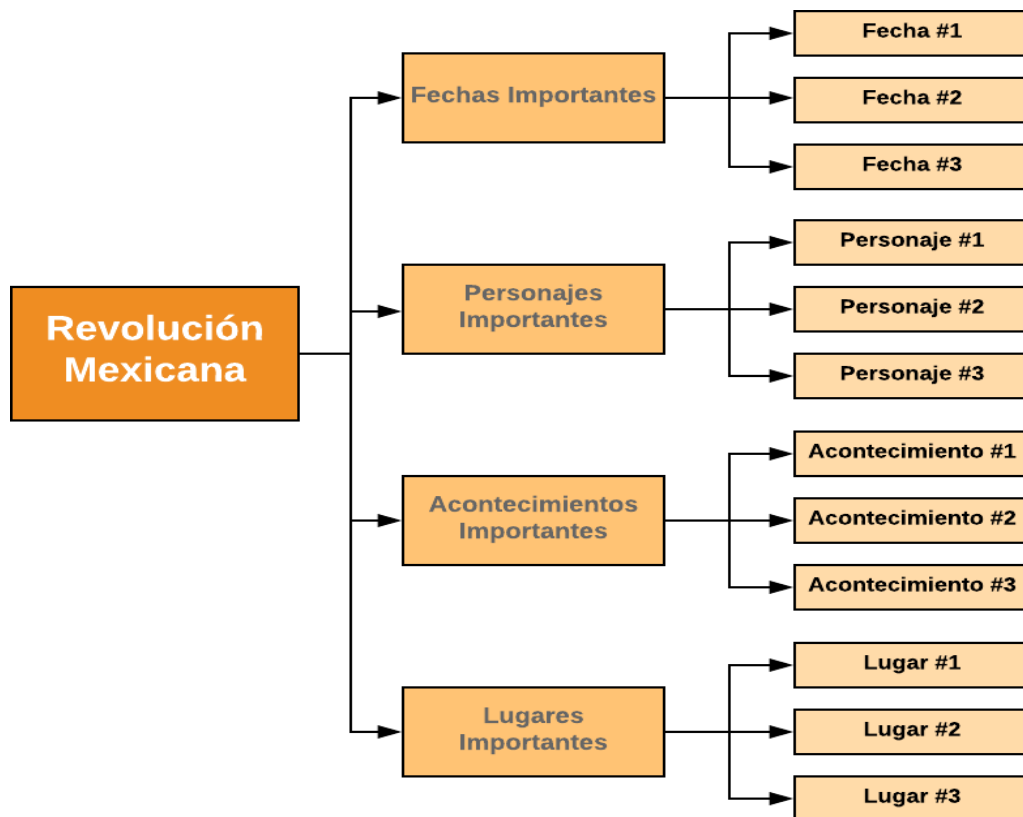 Revolución
Mexicana
Fechas Importantes
Fecha #1
Fecha #2
Fecha #3
Personajes
Importantes
Personaje #1
Personaje #2
Personaje #3
Acontecimientos
Importantes
Acontecimiento #1
Acontecimiento #2
Acontecimiento #3
Lugares
Importantes
Lugar #1
Lugar #2
Lugar #3